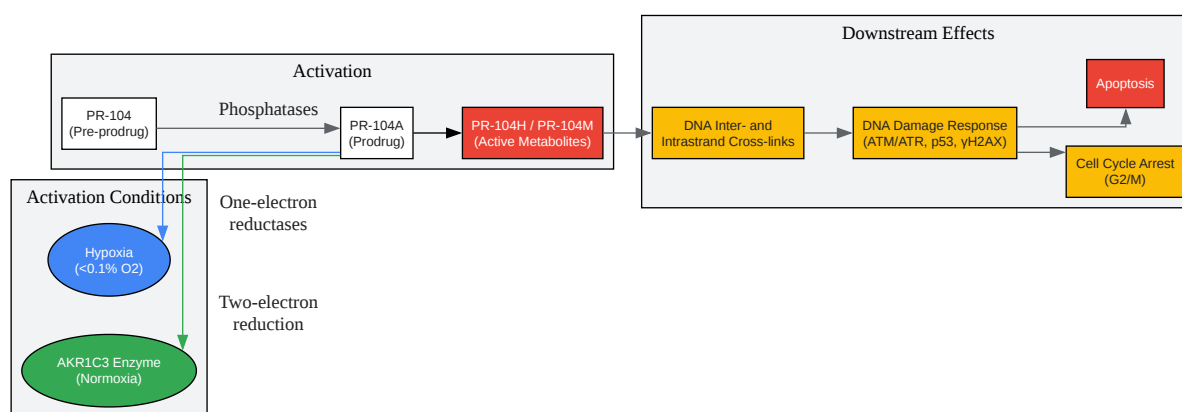 Downstream Effects
Activation
PR-104
(Pre-prodrug)
Phosphatases
PR-104A
(Prodrug)
PR-104H / PR-104M
(Active Metabolites)
DNA Inter- and
Intrastrand Cross-links
DNA Damage Response
(ATM/ATR, p53, γH2AX)
Apoptosis
Cell Cycle Arrest
(G2/M)
Activation Conditions
One-electron
reductases
Hypoxia
(<0.1% O2)
Two-electron
reduction
AKR1C3 Enzyme
(Normoxia)